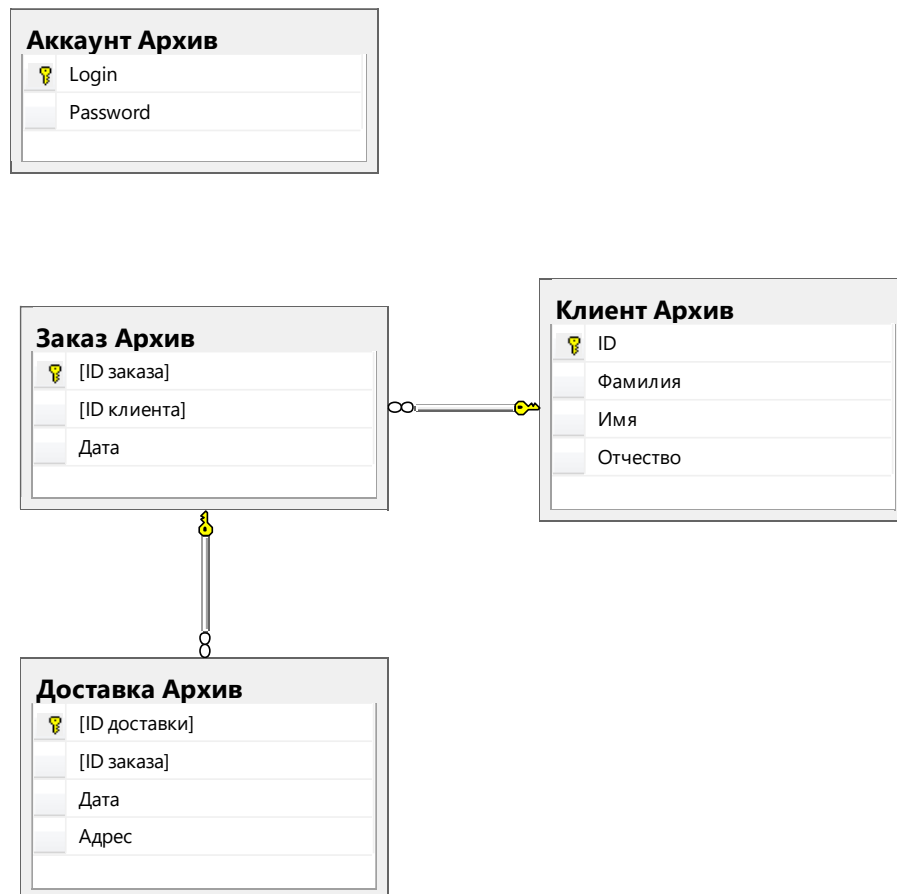 Аккаунт Архив
Login
Password
Заказ Архив
[ID заказа]
[ID клиента]
Дата
Клиент Архив
ID
Фамилия
Имя
Отчество
Доставка Архив
[ID доставки]
[ID заказа]
Дата
Адрес